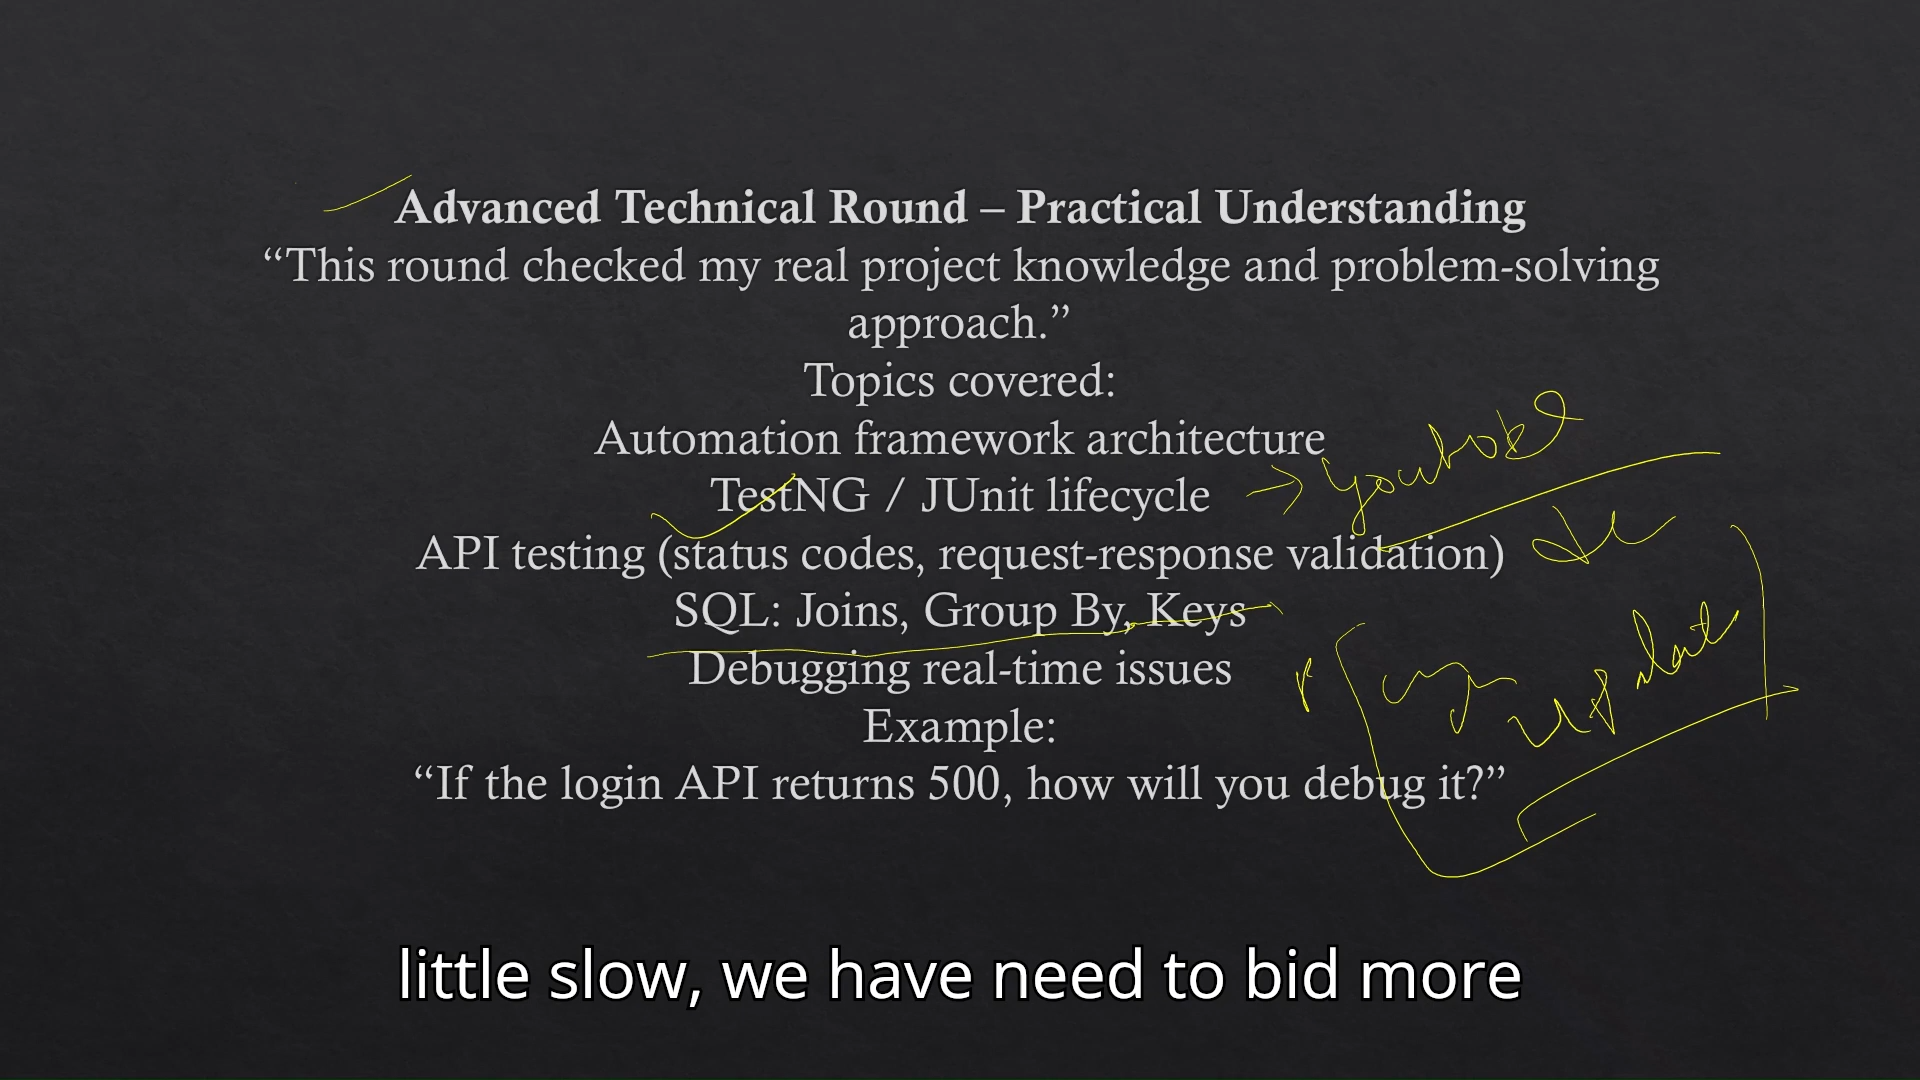 Advanced Technical Round – Practical Understanding
“This round checked my real project knowledge and problem-solving
approach.”
Topics covered:
Automation framework architecture
TestNG / JUnit lifecycle
API testing (status codes, request-response validation)
SQL: Joins, Group By, Keys
Debugging real-time issues
Example:
“If the login API returns 500, how will you debug it?”
little slow, we have need to bid more